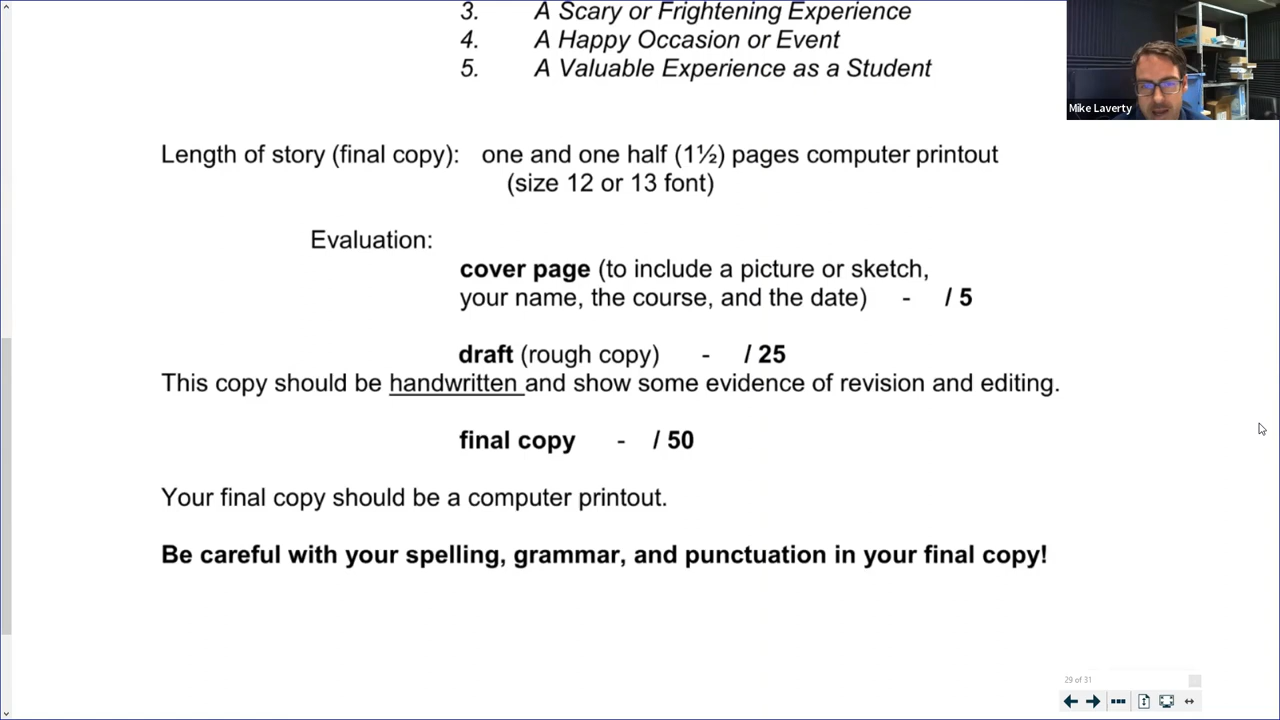 3. A Scary or Frightening Experience
4. A Happy Occasion or Event
5. A Valuable Experience as a Student
Mike Laverty
Length of story (final copy): one and one half (1½) pages computer printout
(size 12 or 13 font)
Evaluation:
cover page (to include a picture or sketch,
your name, the course, and the date) - / 5
draft (rough copy) - / 25
This copy should be handwritten and show some evidence of revision and editing.
final copy - / 50
Your final copy should be a computer printout.
Be careful with your spelling, grammar, and punctuation in your final copy!
29 of 31